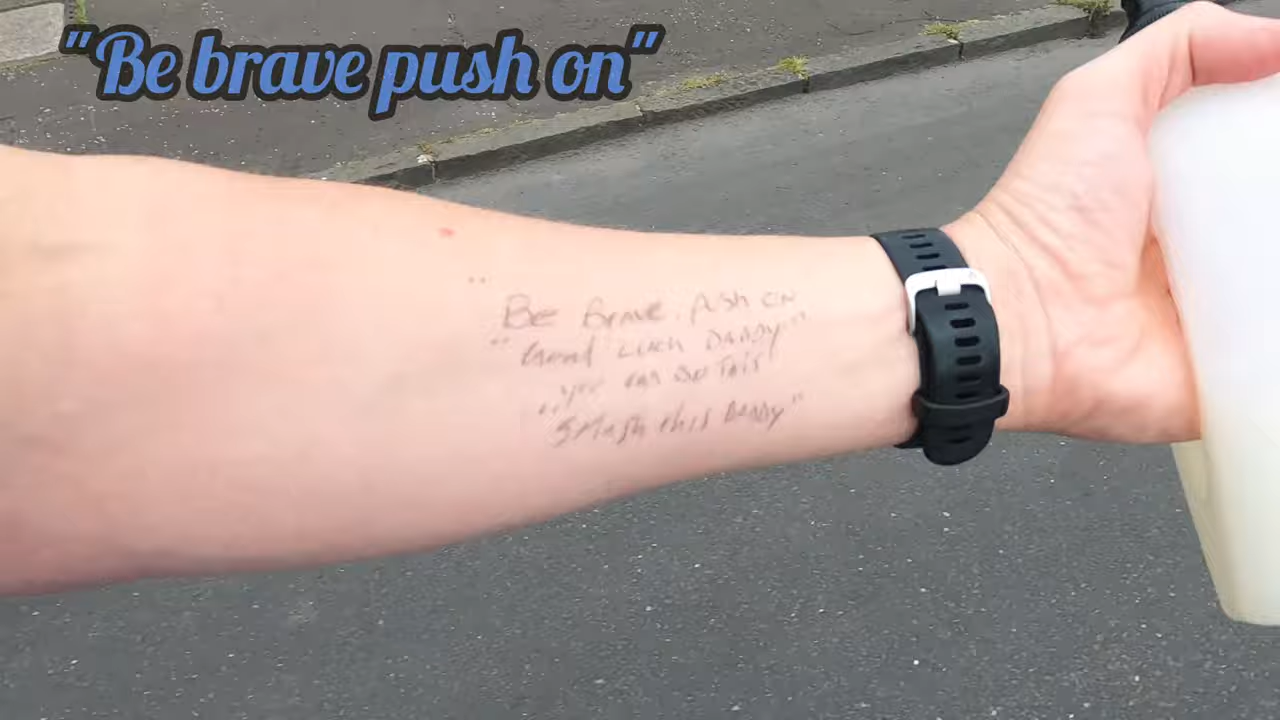 "Be brave push on"
"
Be Brave. Push on
"Good Luck Daddy"
"you can do this
"Smash this Daddy"